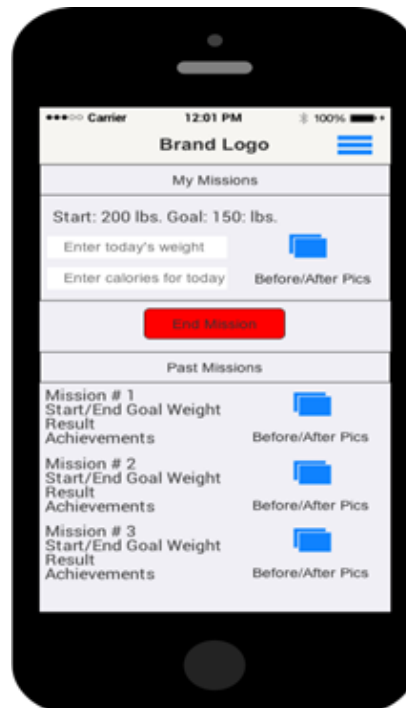 Carrier 12:01 PM 100%
Brand Logo
My Missions
Start: 200 lbs. Goal: 150: lbs.
Enter today's weight
Enter calories for today
Before/After Pics
End Mission
Past Missions
Mission # 1
Start/End Goal Weight
Result
Achievements
Before/After Pics
Mission # 2
Start/End Goal Weight
Result
Achievements
Before/After Pics
Mission # 3
Start/End Goal Weight
Result
Achievements
Before/After Pics